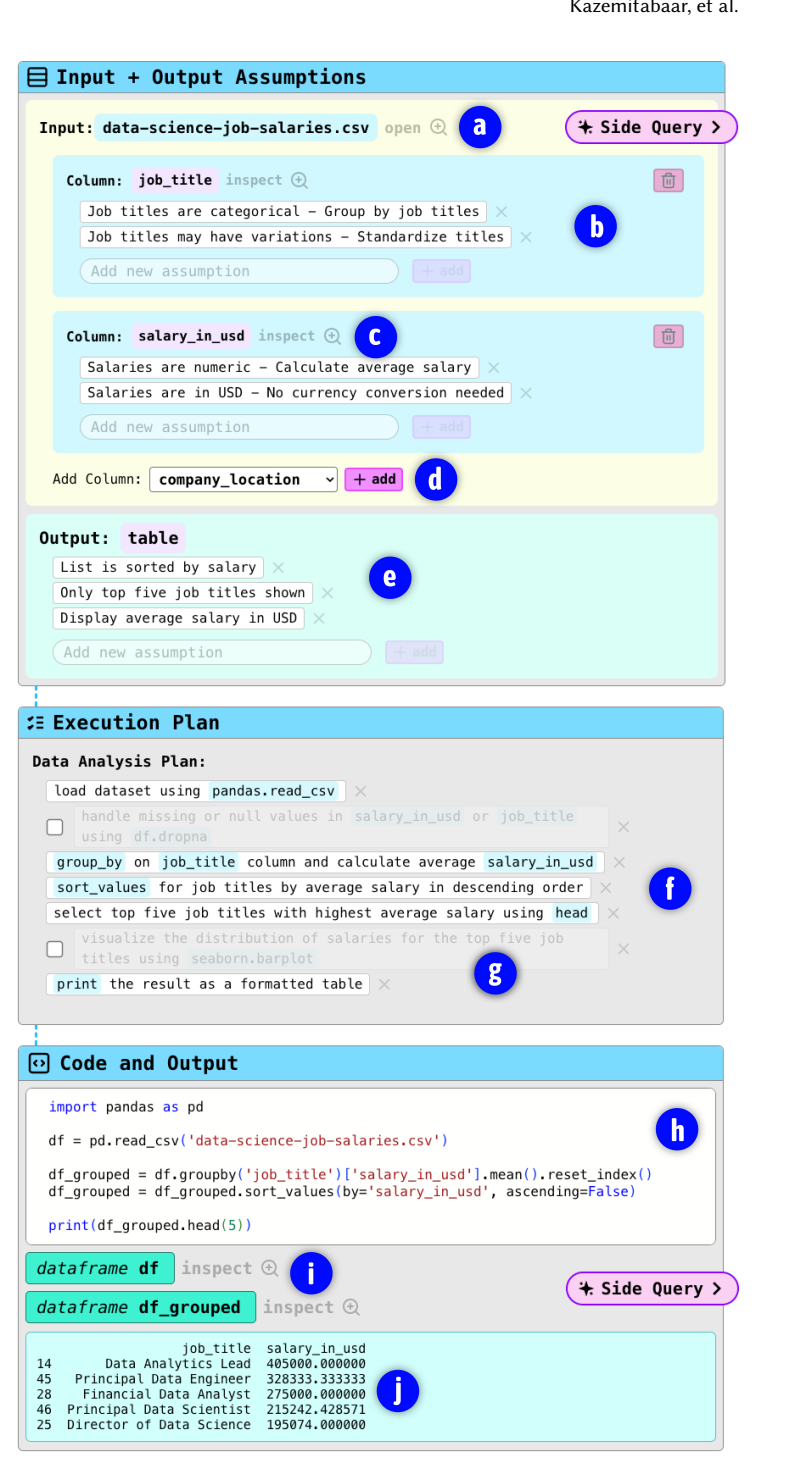 Kazemitabaar, et al.
Input + Output Assumptions
Input: data-science-job-salaries.csv open a Side Query
Column: job_title inspect
Job titles are categorical – Group by job titles ×
Job titles may have variations – Standardize titles × b
Add new assumption + add
Column: salary_in_usd inspect c
Salaries are numeric – Calculate average salary ×
Salaries are in USD – No currency conversion needed ×
Add new assumption + add
Add Column: company_location + add d
Output: table
List is sorted by salary × e
Only top five job titles shown ×
Display average salary in USD ×
Add new assumption + add
Execution Plan
Data Analysis Plan:
load dataset using pandas.read_csv ×
handle missing or null values in salary_in_usd or job_title
using df.dropna ×
group_by on job_title column and calculate average salary_in_usd ×
sort_values for job titles by average salary in descending order × f
select top five job titles with highest average salary using head ×
visualize the distribution of salaries for the top five job
titles using seaborn.barplot × g
print the result as a formatted table ×
Code and Output
import pandas as pd h
df = pd.read_csv('data-science-job-salaries.csv')
df_grouped = df.groupby('job_title')['salary_in_usd'].mean().reset_index()
df_grouped = df_grouped.sort_values(by='salary_in_usd', ascending=False)
print(df_grouped.head(5))
dataframe df inspect i
Side Query
dataframe df_grouped inspect
job_title salary_in_usd
14 Data Analytics Lead 405000.000000
45 Principal Data Engineer 328333.333333
28 Financial Data Analyst 275000.000000 j
46 Principal Data Scientist 215242.428571
25 Director of Data Science 195074.000000